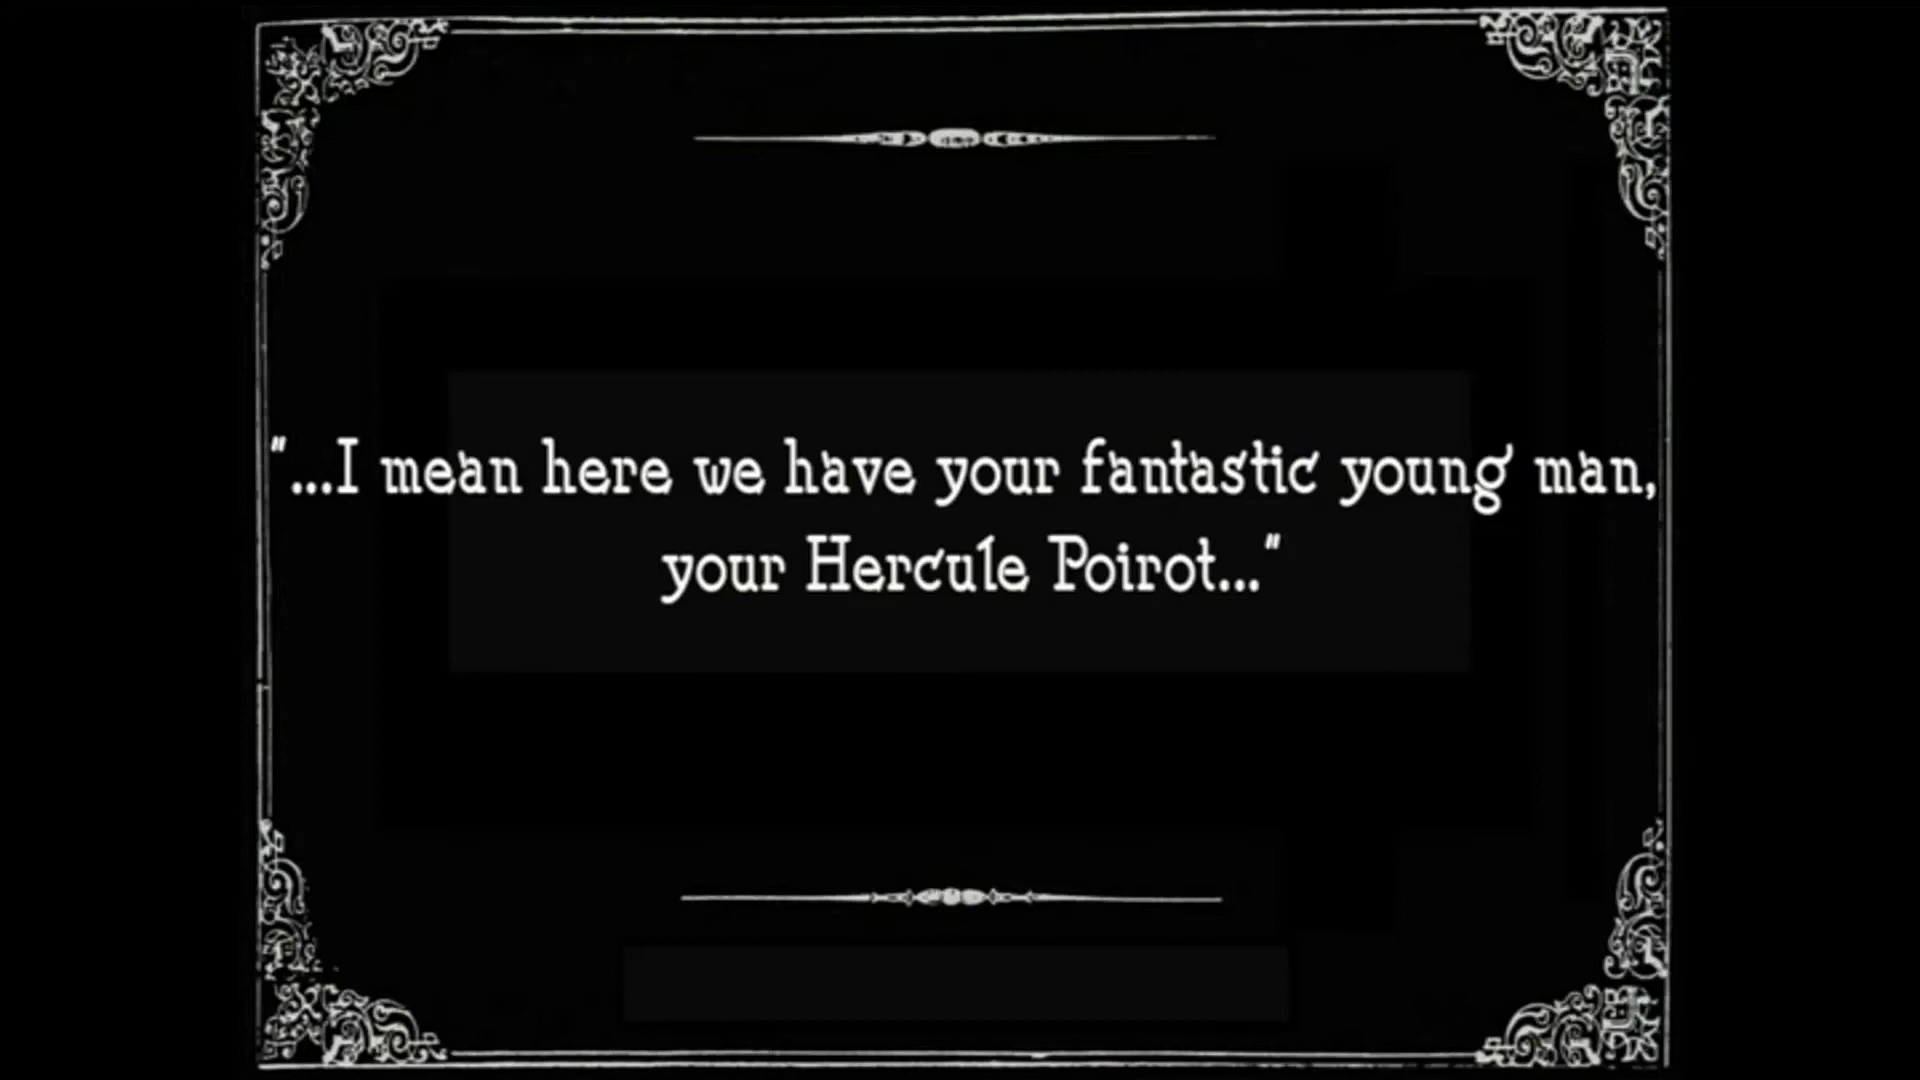 "...I mean here we have your fantastic young man,
your Hercule Poirot..."